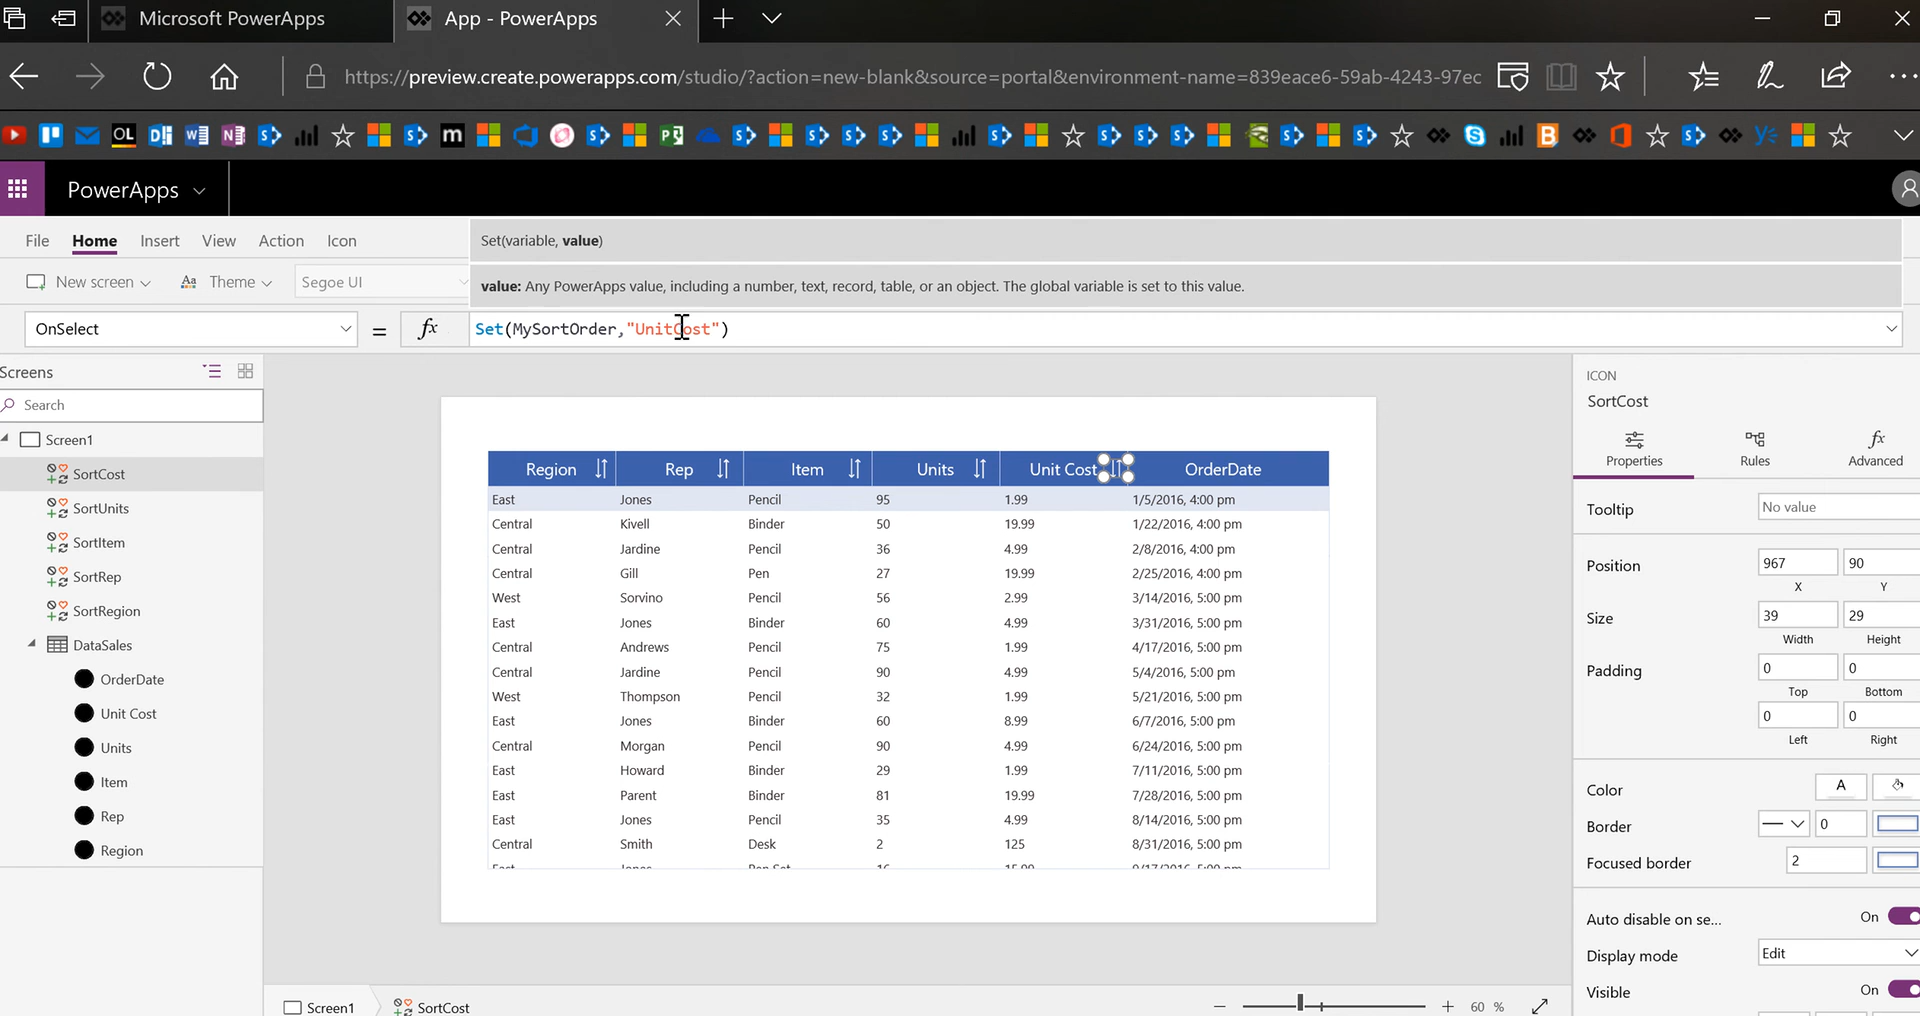 Microsoft PowerApps
App - PowerApps
https://preview.create.powerapps.com/studio/?action=new-blank&source=portal&environment-name=839eace6-59ab-4243-97ec
OL
m
B
PowerApps
File Home Insert View Action Icon
Set(variable, value)
New screen Aa Theme Segoe UI
value: Any PowerApps value, including a number, text, record, table, or an object. The global variable is set to this value.
OnSelect = fx Set(MySortOrder,"UnitCost")
Screens
Search
Screen1
SortCost
SortUnits
SortItem
SortRep
SortRegion
DataSales
OrderDate
Unit Cost
Units
Item
Rep
Region
Region Rep Item Units Unit Cost OrderDate
East Jones Pencil 95 1.99 1/5/2016, 4:00 pm
Central Kivell Binder 50 19.99 1/22/2016, 4:00 pm
Central Jardine Pencil 36 4.99 2/8/2016, 4:00 pm
Central Gill Pen 27 19.99 2/25/2016, 4:00 pm
West Sorvino Pencil 56 2.99 3/14/2016, 5:00 pm
East Jones Binder 60 4.99 3/31/2016, 5:00 pm
Central Andrews Pencil 75 1.99 4/17/2016, 5:00 pm
Central Jardine Pencil 90 4.99 5/4/2016, 5:00 pm
West Thompson Pencil 32 1.99 5/21/2016, 5:00 pm
East Jones Binder 60 8.99 6/7/2016, 5:00 pm
Central Morgan Pencil 90 4.99 6/24/2016, 5:00 pm
East Howard Binder 29 1.99 7/11/2016, 5:00 pm
East Parent Binder 81 19.99 7/28/2016, 5:00 pm
East Jones Pencil 35 4.99 8/14/2016, 5:00 pm
Central Smith Desk 2 125 8/31/2016, 5:00 pm
East Jones Pen Set 16 15.99 9/17/2016, 5:00 pm
ICON
SortCost
Properties Rules fx Advanced
Tooltip No value
Position 967 90
X Y
Size 39 29
Width Height
Padding 0 0
Top Bottom
0 0
Left Right
Color A
Border 0
Focused border 2
Auto disable on se... On
Display mode Edit
Visible On
Screen1 SortCost 60 %